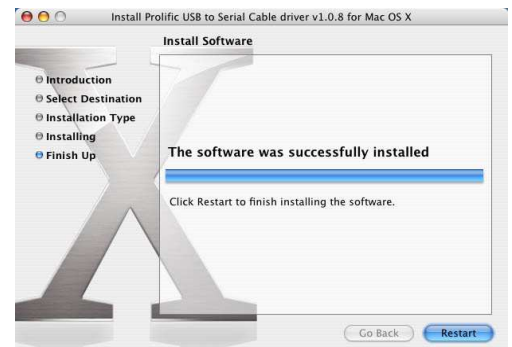 Install Prolific USB to Serial Cable driver v1.0.8 for Mac OS X
Install Software
Introduction
Select Destination
Installation Type
Installing
Finish Up
The software was successfully installed
Click Restart to finish installing the software.
Go Back
Restart